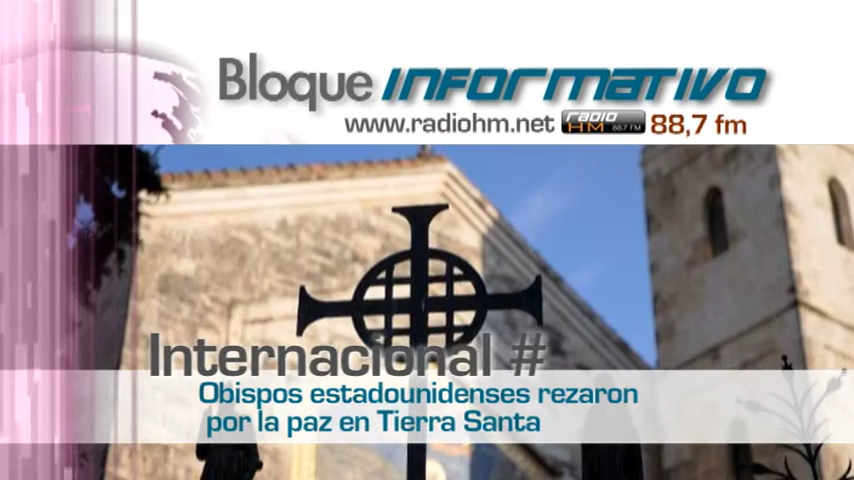 Bloque INFORMATIVO
www.radiohm.net RADIO HM 88.7 FM 88,7 fm
Internacional #
Obispos estadounidenses rezaron
por la paz en Tierra Santa